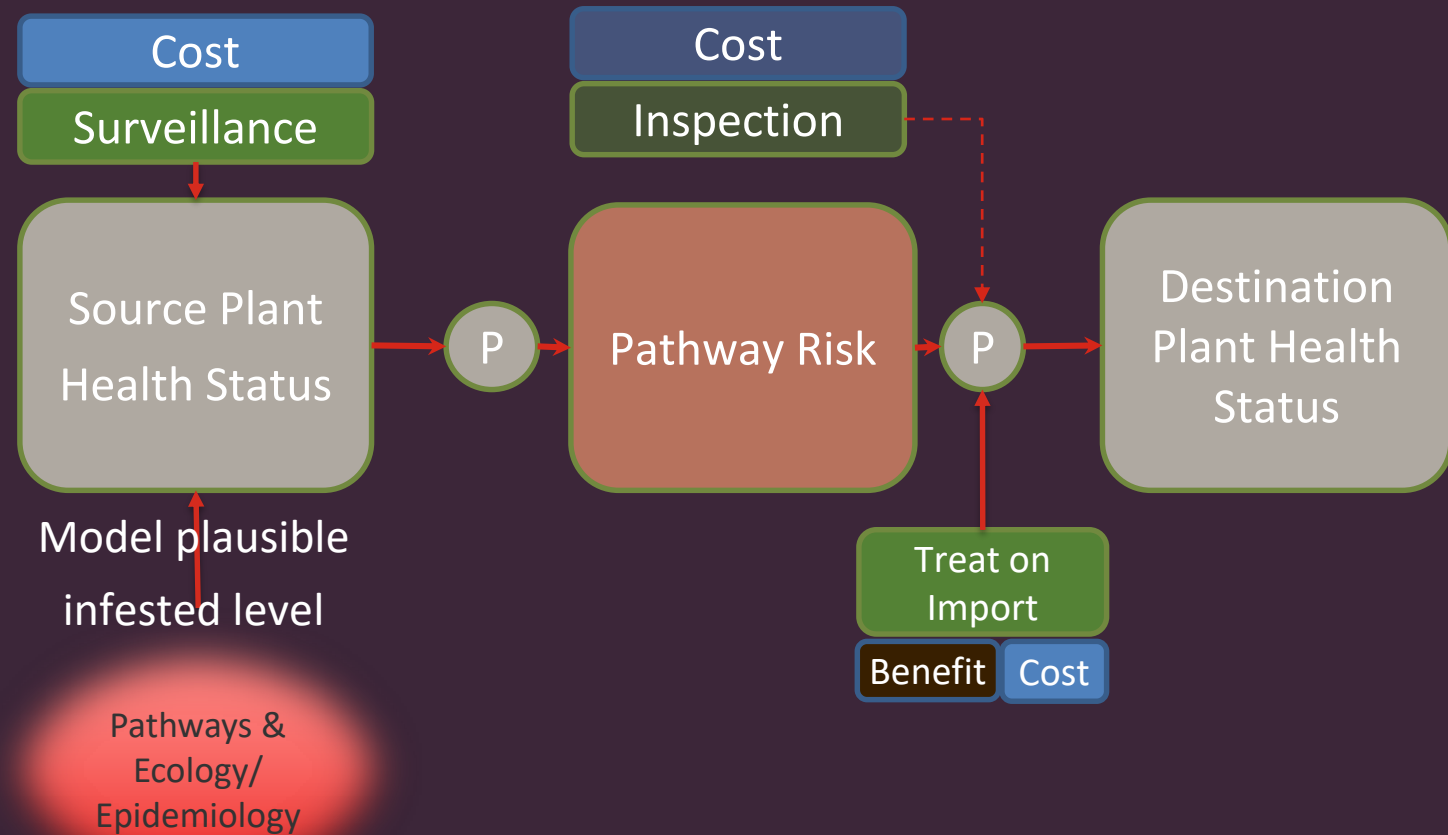 Cost
Surveillance
Cost
Inspection
Source Plant
Health Status
P
Pathway Risk
P
Destination
Plant Health
Status
Model plausible
infested level
Treat on
Import
Benefit
Cost
Pathways &
Ecology/
Epidemiology